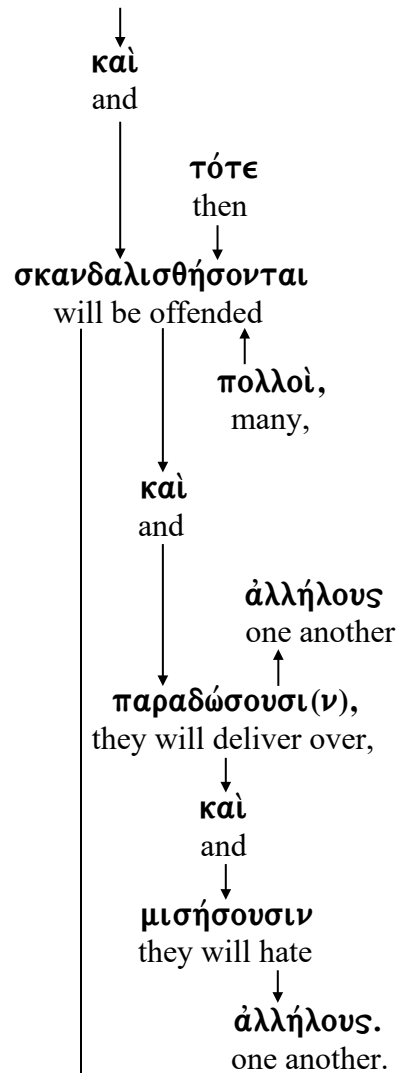 καὶ
and
τότε
then
σκανδαλισθήσονται
will be offended
πολλοὶ,
many,
καὶ
and
ἀλλήλους
one another
παραδώσουσι(ν),
they will deliver over,
καὶ
and
μισήσουσιν
they will hate
ἀλλήλους.
one another.